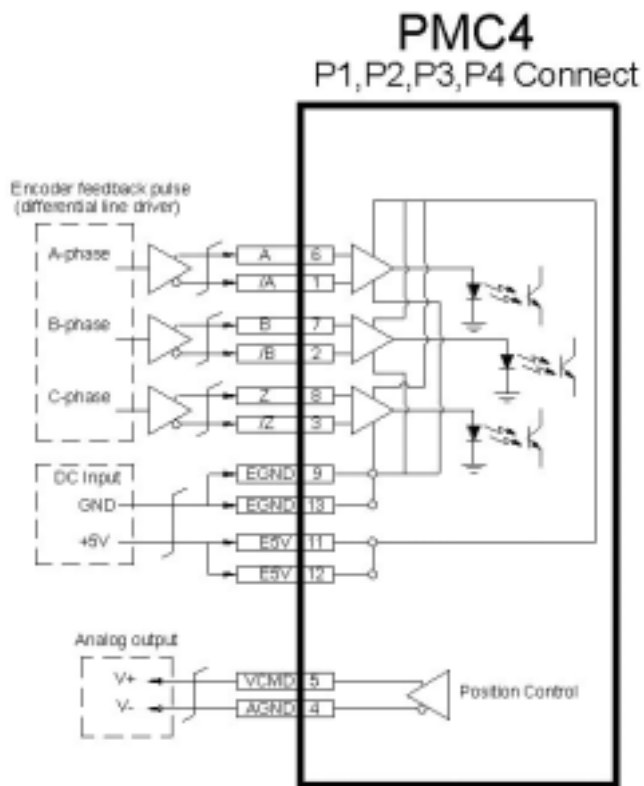 PMC4
P1,P2,P3,P4 Connect
Encoder feedback pulse
(differential line driver)
A-phase
A 6
/A 1
B-phase
B 7
/B 2
C-phase
Z 8
/Z 3
DC Input
EGND 9
GND
EGND 13
+5V
E5V 11
E5V 12
Analog output
V+
VCMD 5
V-
AGND 4
Position Control